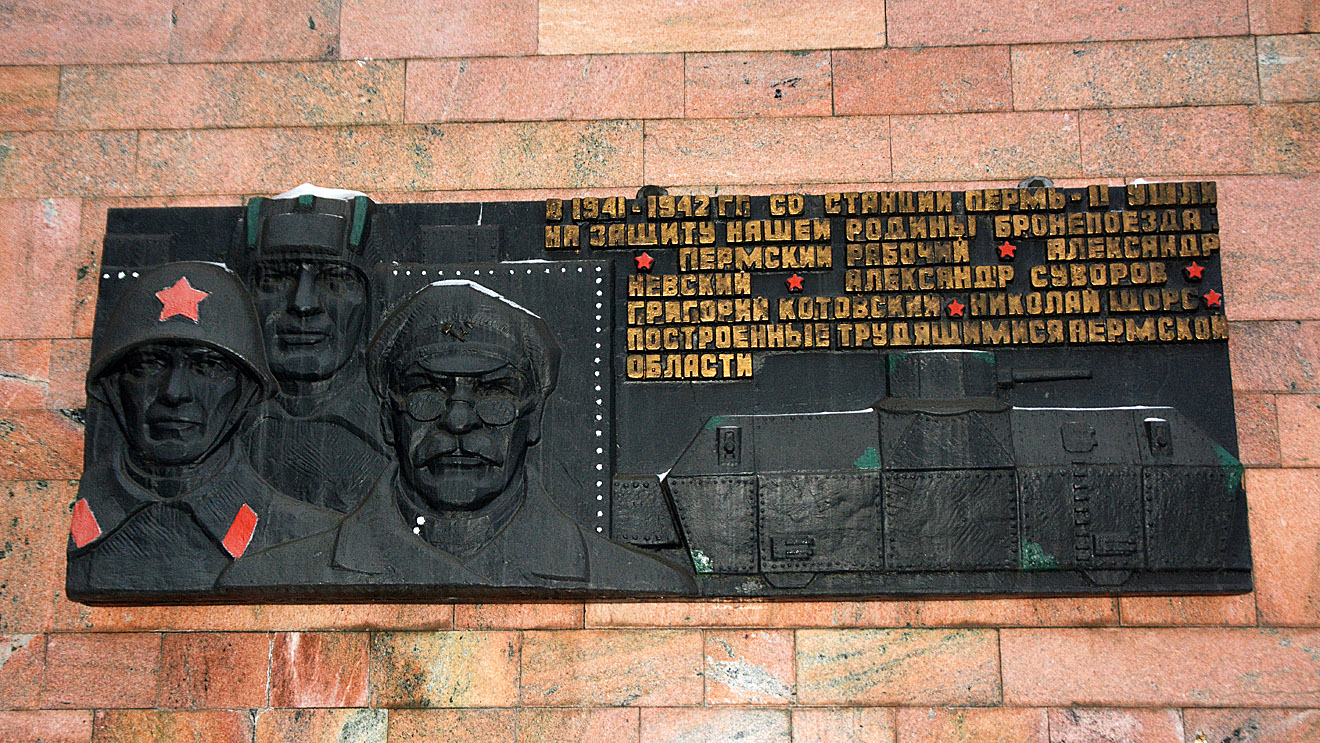 В 1941-1942 ГГ. СО СТАНЦИИ ПЕРМЬ-II УШЛИ
НА ЗАЩИТУ НАШЕЙ РОДИНЫ БРОНЕПОЕЗДА
ПЕРМСКИЙ РАБОЧИЙ АЛЕКСАНДР
НЕВСКИЙ АЛЕКСАНДР СУВОРОВ
ГРИГОРИЙ КОТОВСКИЙ НИКОЛАЙ ЩОРС
ПОСТРОЕННЫЕ ТРУДЯЩИМИСЯ ПЕРМСКОЙ
ОБЛАСТИ